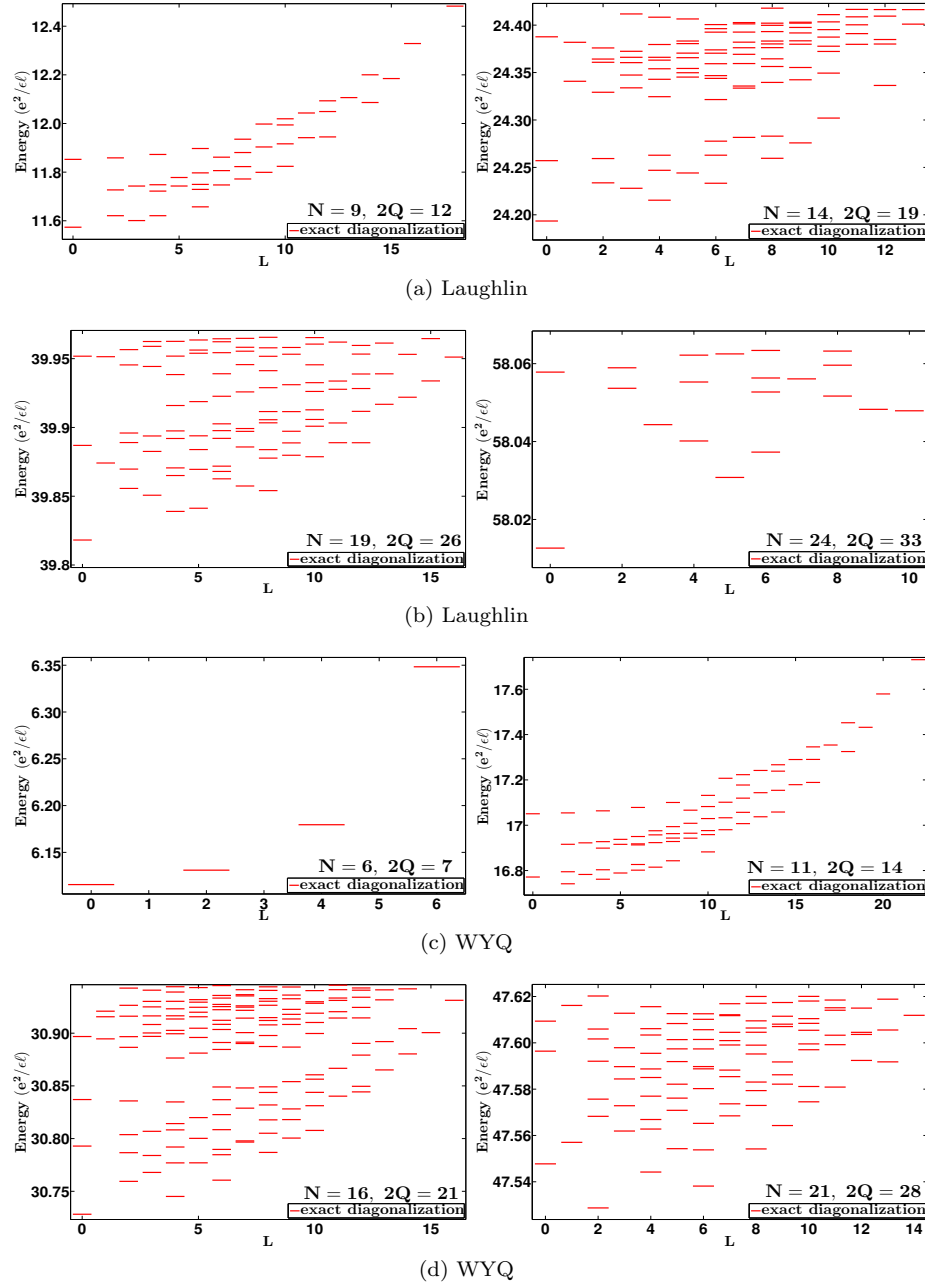 12.4
12.2
12.0
11.8
11.6
Energy (e²/ϵℓ)
0 5 10 15
L
N = 9, 2Q = 12
exact diagonalization
24.40
24.35
24.30
24.25
24.20
Energy (e²/ϵℓ)
0 2 4 6 8 10 12
L
N = 14, 2Q = 19
exact diagonalization
(a) Laughlin
39.95
39.9
39.85
39.8
Energy (e²/ϵℓ)
0 5 10 15
L
N = 19, 2Q = 26
exact diagonalization
58.06
58.04
58.02
Energy (e²/ϵℓ)
0 2 4 6 8 10
L
N = 24, 2Q = 33
exact diagonalization
(b) Laughlin
6.35
6.30
6.25
6.20
6.15
Energy (e²/ϵℓ)
0 1 2 3 4 5 6
L
N = 6, 2Q = 7
exact diagonalization
17.6
17.4
17.2
17
16.8
Energy (e²/ϵℓ)
0 5 10 15 20
L
N = 11, 2Q = 14
exact diagonalization
(c) WYQ
30.90
30.85
30.80
30.75
Energy (e²/ϵℓ)
0 5 10 15
L
N = 16, 2Q = 21
exact diagonalization
47.62
47.60
47.58
47.56
47.54
Energy (e²/ϵℓ)
0 2 4 6 8 10 12 14
L
N = 21, 2Q = 28
exact diagonalization
(d) WYQ